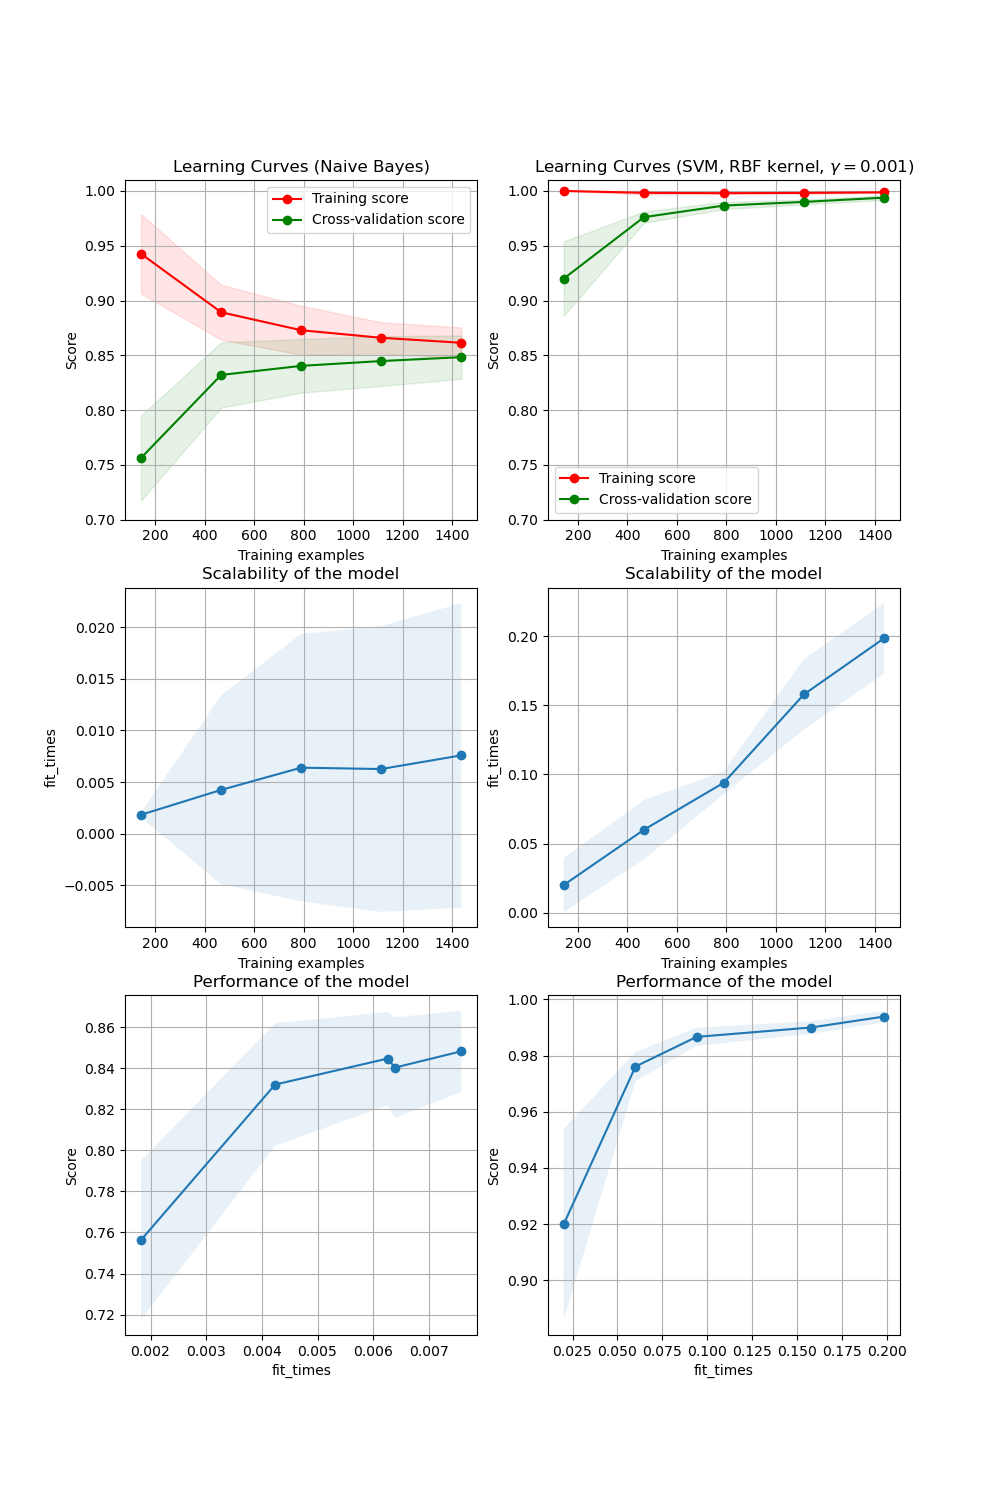 Learning Curves (Naive Bayes)
Learning Curves (SVM, RBF kernel, γ = 0.001)
1.00
0.95
0.90
0.85
0.80
0.75
0.70
Score
Training score
Cross-validation score
200 400 600 800 1000 1200 1400
Training examples
1.00
0.95
0.90
0.85
0.80
0.75
0.70
Score
Training score
Cross-validation score
200 400 600 800 1000 1200 1400
Training examples
Scalability of the model
0.020
0.015
0.010
0.005
0.000
−0.005
fit_times
200 400 600 800 1000 1200 1400
Training examples
Scalability of the model
0.20
0.15
0.10
0.05
0.00
fit_times
200 400 600 800 1000 1200 1400
Training examples
Performance of the model
0.86
0.84
0.82
0.80
0.78
0.76
0.74
0.72
Score
0.002 0.003 0.004 0.005 0.006 0.007
fit_times
Performance of the model
1.00
0.98
0.96
0.94
0.92
0.90
Score
0.025 0.050 0.075 0.100 0.125 0.150 0.175 0.200
fit_times